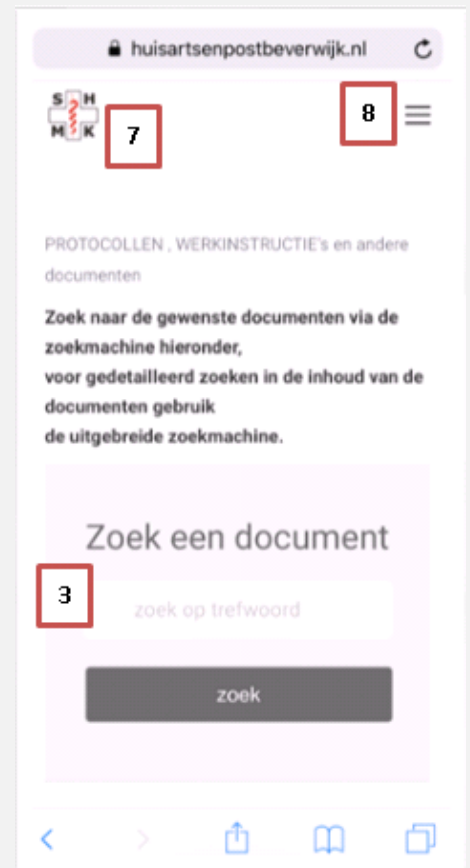 huisartsenpostbeverwijk.nl
S H
M K
7
8
PROTOCOLLEN , WERKINSTRUCTIE's en andere
documenten
Zoek naar de gewenste documenten via de
zoekmachine hieronder,
voor gedetailleerd zoeken in de inhoud van de
documenten gebruik
de uitgebreide zoekmachine.
Zoek een document
3
zoek op trefwoord
zoek